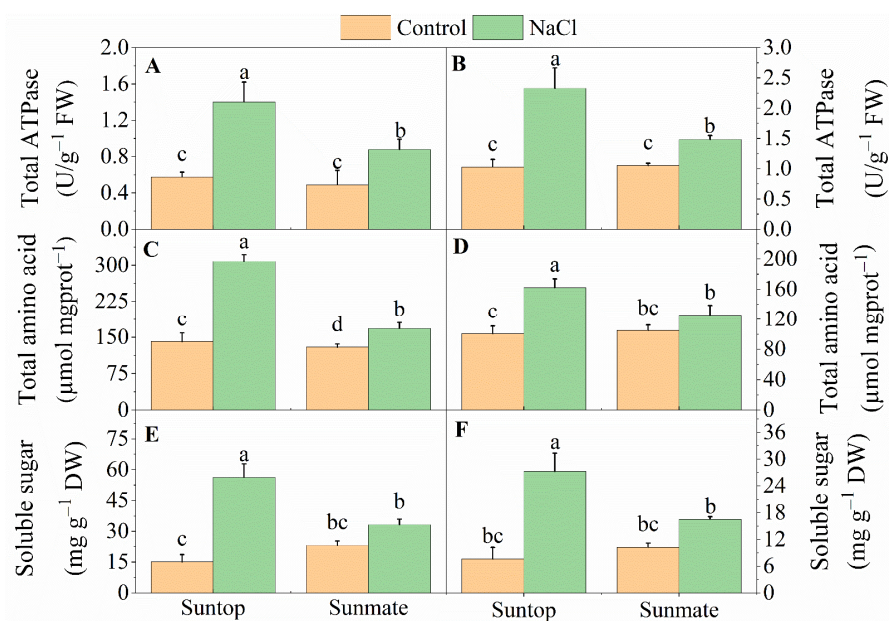 Control NaCl
Total ATPase
(U/g⁻¹ FW)
2.0
1.6
1.2
0.8
0.4
0.0
A
a
c
c
b
B
a
c
c
b
3.0
2.5
2.0
1.5
1.0
0.5
0.0
Total ATPase
(U/g⁻¹ FW)
Total amino acid
(μmol mgprot⁻¹)
300
225
150
75
0
C
a
c
d
b
D
a
c
bc
b
200
160
120
80
40
0
Total amino acid
(μmol mgprot⁻¹)
Soluble sugar
(mg g⁻¹ DW)
75
60
45
30
15
0
E
a
c
bc
b
F
a
bc
bc
b
36
30
24
18
12
6
0
Soluble sugar
(mg g⁻¹ DW)
Suntop Sunmate Suntop Sunmate